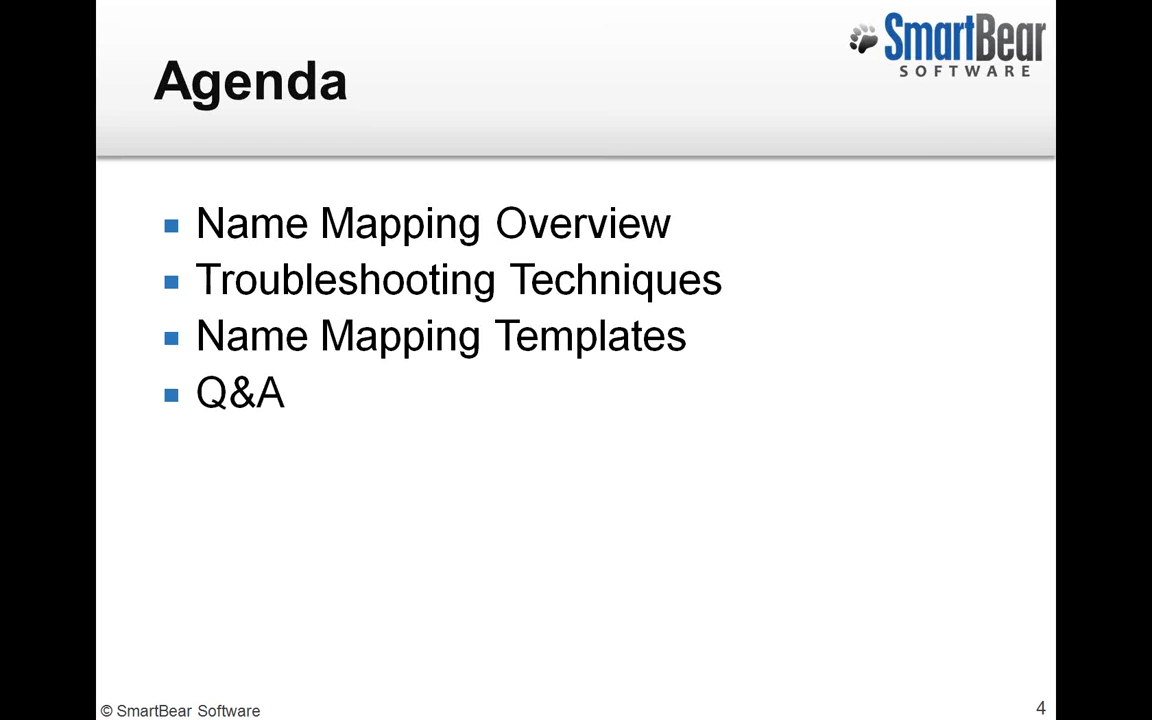 SmartBear
SOFTWARE
Agenda
Name Mapping Overview
Troubleshooting Techniques
Name Mapping Templates
Q&A
© SmartBear Software
4